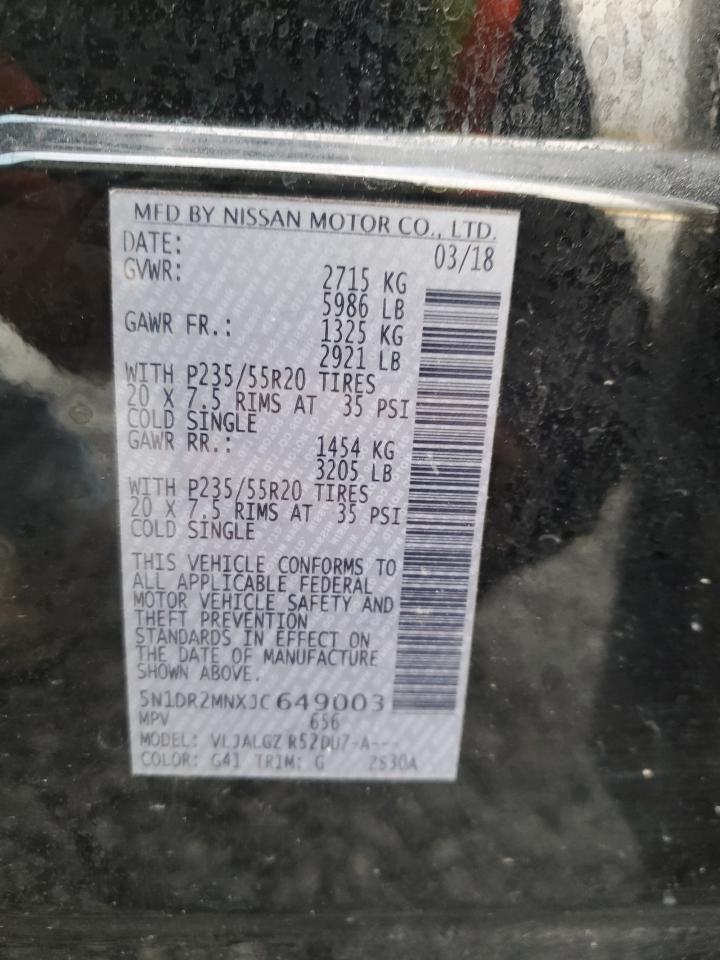 MFD BY NISSAN MOTOR CO., LTD.
DATE: 03/18
GVWR: 2715 KG
5986 LB
GAWR FR.: 1325 KG
2921 LB
WITH P235/55R20 TIRES
20 X 7.5 RIMS AT 35 PSI
COLD SINGLE
GAWR RR.: 1454 KG
3205 LB
WITH P235/55R20 TIRES
20 X 7.5 RIMS AT 35 PSI
COLD SINGLE
THIS VEHICLE CONFORMS TO
ALL APPLICABLE FEDERAL
MOTOR VEHICLE SAFETY AND
THEFT PREVENTION
STANDARDS IN EFFECT ON
THE DATE OF MANUFACTURE
SHOWN ABOVE.
5N1DR2MNXJC649003
MPV 656
MODEL: VLJALGZ R52DU7-A---
COLOR: G41 TRIM: G 2S30A